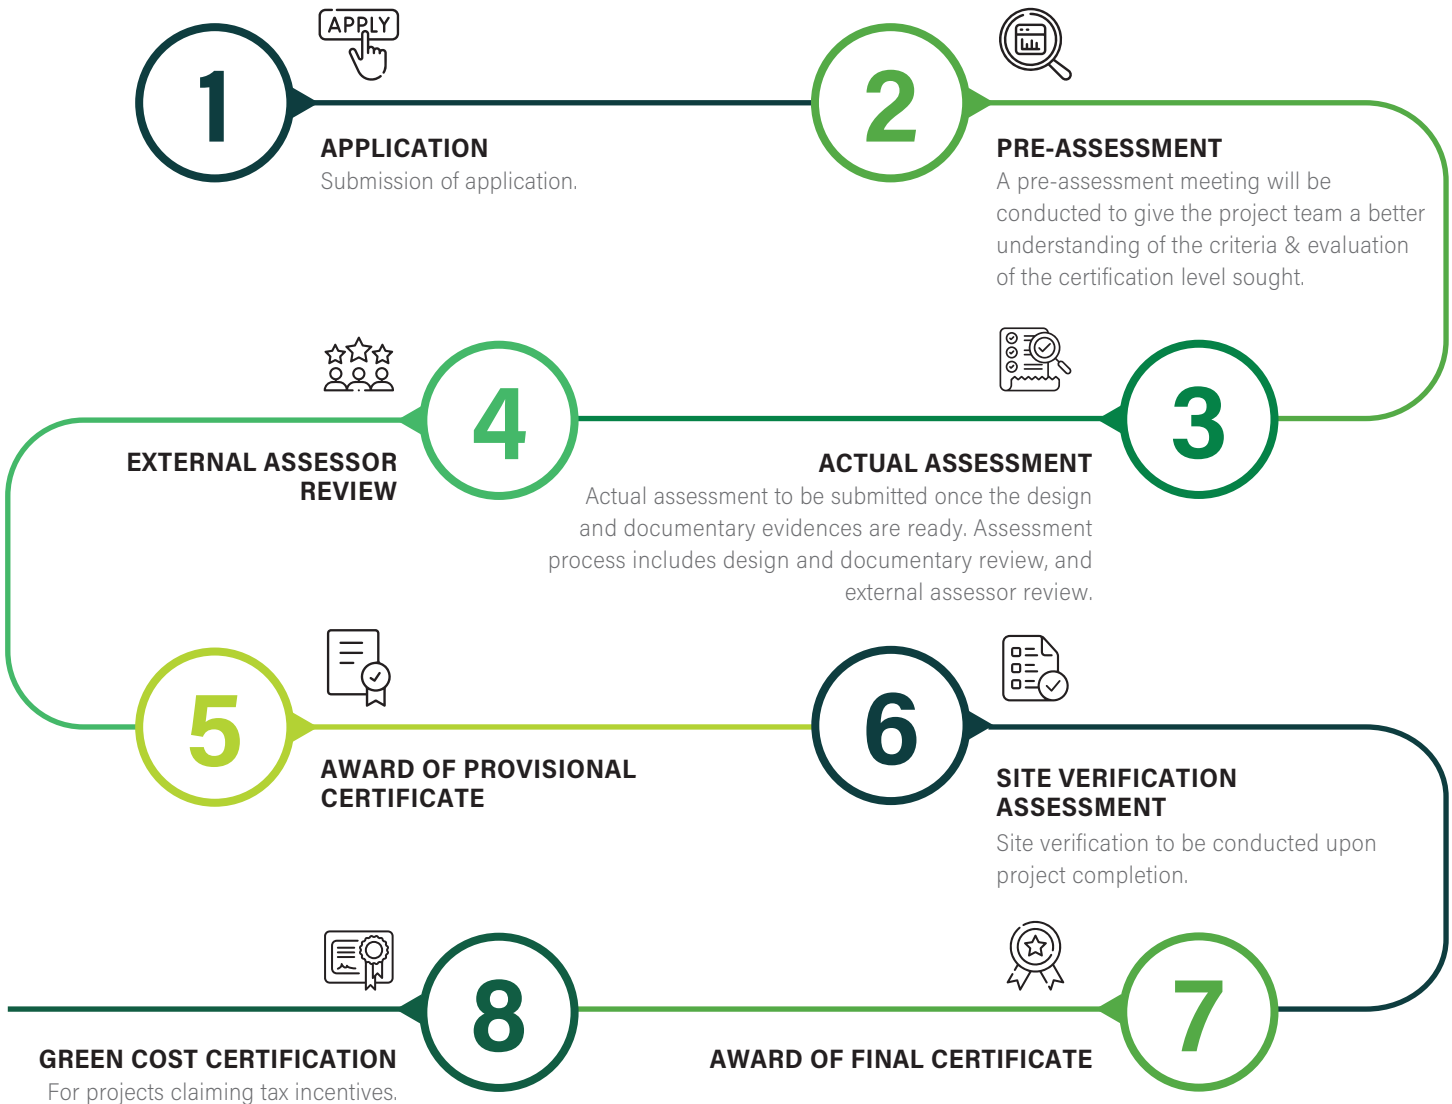 APPLY
1
APPLICATION
Submission of application.
2
PRE-ASSESSMENT
A pre-assessment meeting will be
conducted to give the project team a better
understanding of the criteria & evaluation
of the certification level sought.
3
ACTUAL ASSESSMENT
Actual assessment to be submitted once the design
and documentary evidences are ready. Assessment
process includes design and documentary review, and
external assessor review.
4
EXTERNAL ASSESSOR
REVIEW
5
AWARD OF PROVISIONAL
CERTIFICATE
6
SITE VERIFICATION
ASSESSMENT
Site verification to be conducted upon
project completion.
7
AWARD OF FINAL CERTIFICATE
8
GREEN COST CERTIFICATION
For projects claiming tax incentives.